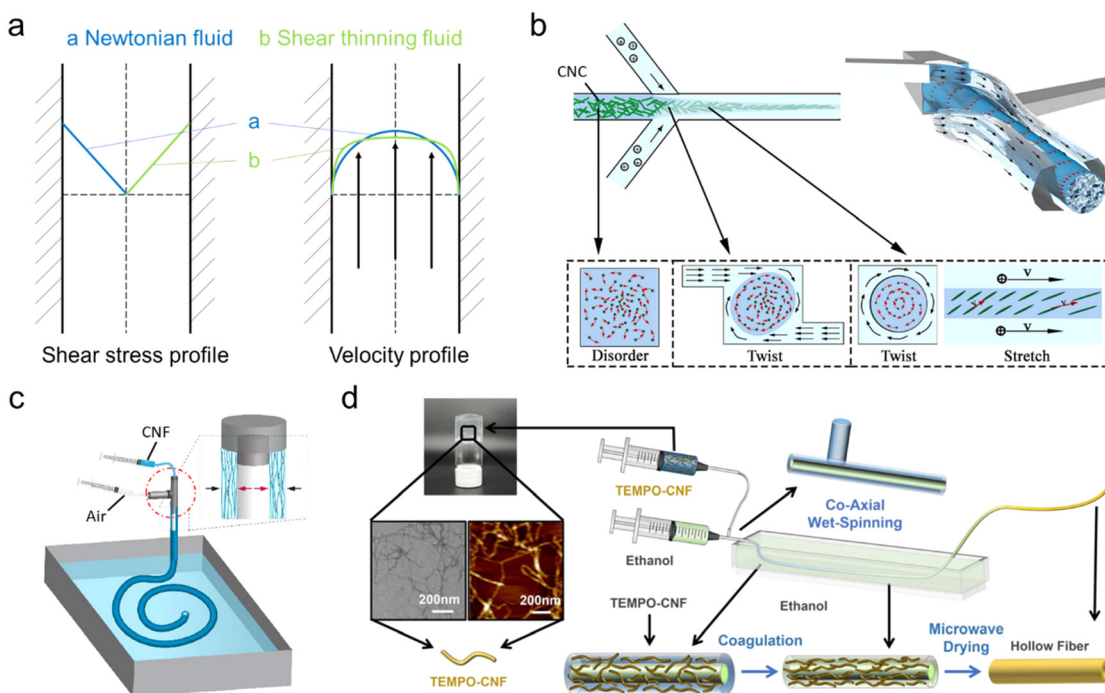 a
a Newtonian fluid
b Shear thinning fluid
a
b
Shear stress profile
Velocity profile
b
CNC
v
v
v
v
Disorder
Twist
Twist
Stretch
c
CNF
Air
d
TEMPO-CNF
Ethanol
Co-Axial
Wet-Spinning
200nm
200nm
TEMPO-CNF
Ethanol
TEMPO-CNF
Coagulation
Microwave
Drying
Hollow Fiber